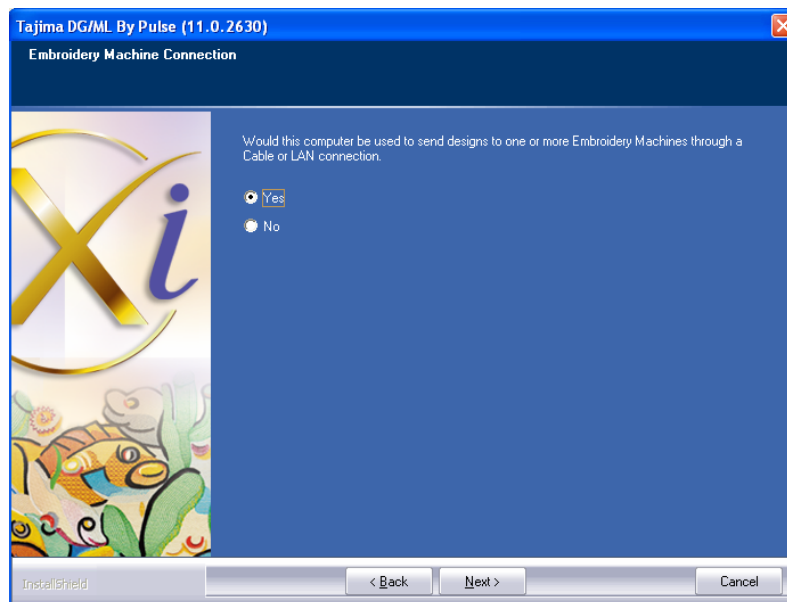 Tajima DG/ML By Pulse (11.0.2630)
Embroidery Machine Connection
Xi
Would this computer be used to send designs to one or more Embroidery Machines through a
Cable or LAN connection.
Yes
No
InstallShield
< Back
Next >
Cancel